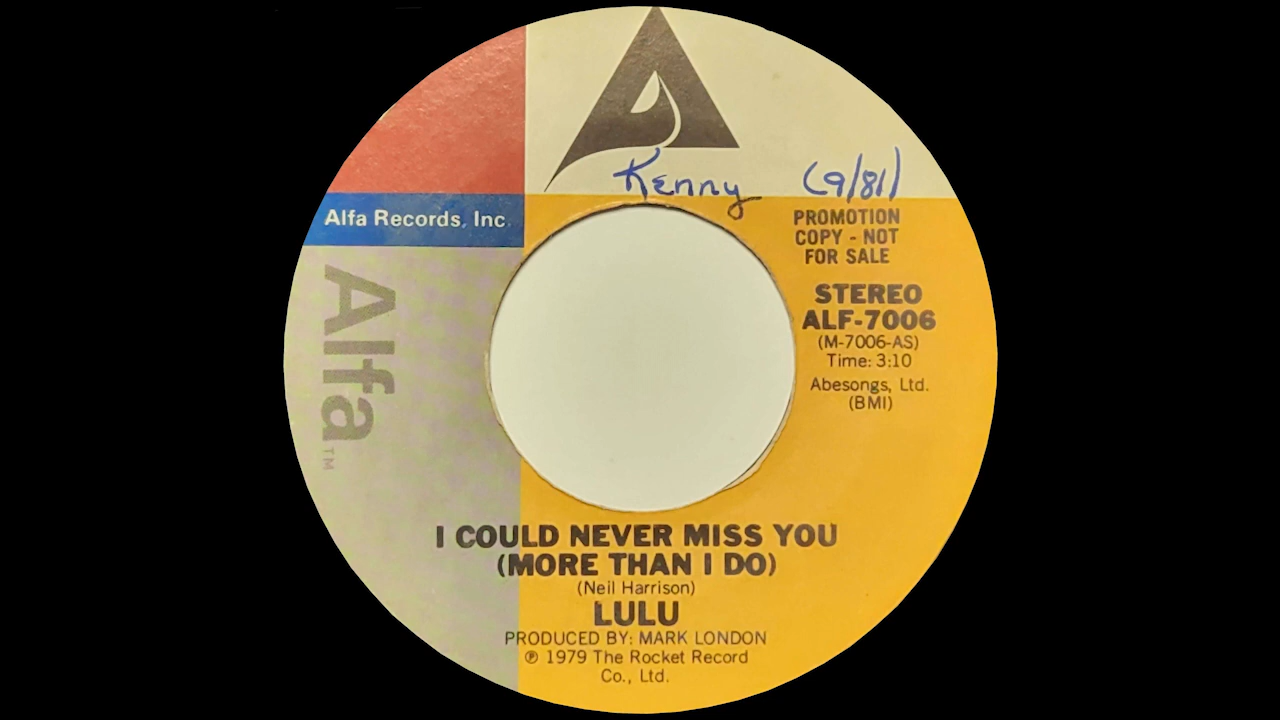 Kenny (9/81)
Alfa Records, Inc
PROMOTION
COPY - NOT
FOR SALE
Alfa™
STEREO
ALF-7006
(M-7006-AS)
Time: 3:10
Abesongs, Ltd.
(BMI)
I COULD NEVER MISS YOU
(MORE THAN I DO)
(Neil Harrison)
LULU
PRODUCED BY: MARK LONDON
℗ 1979 The Rocket Record
Co., Ltd.